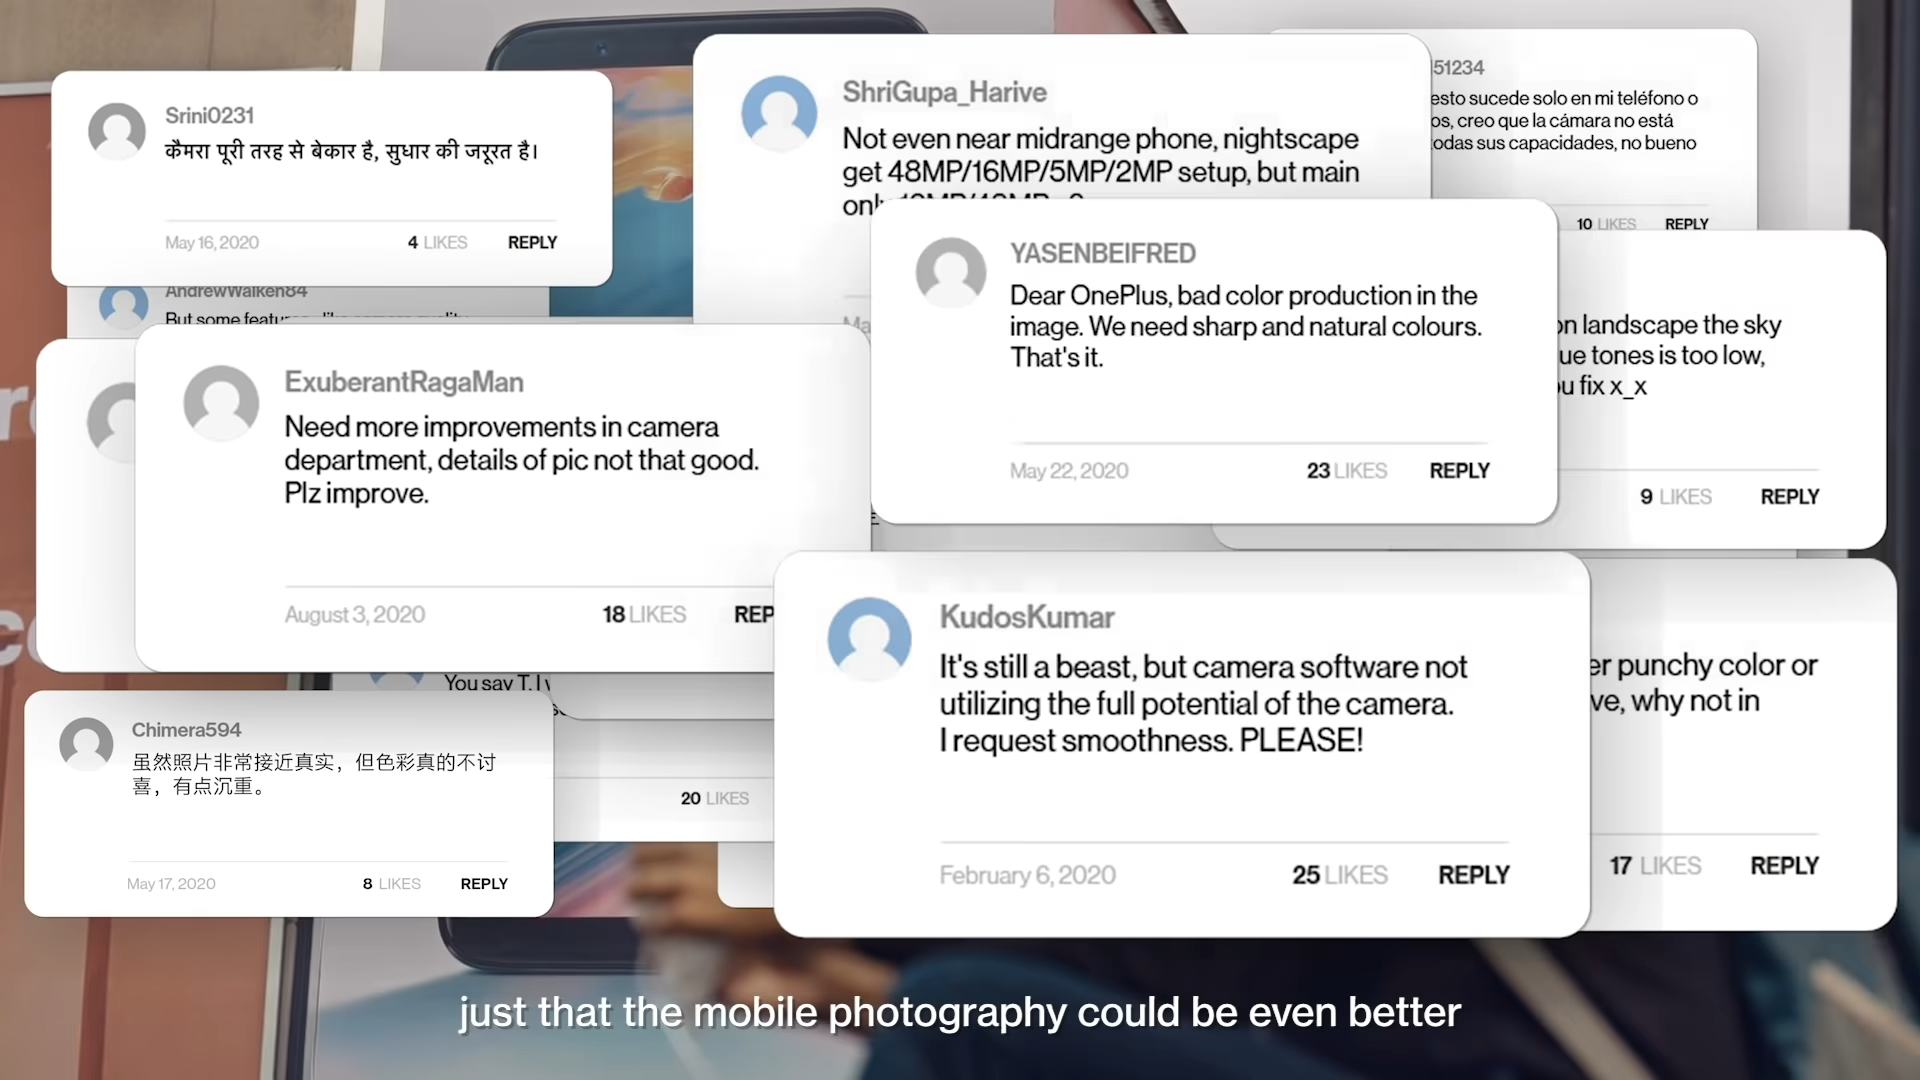 Srini0231
कैमरा पूरी तरह से बेकार है, सुधार की जरूरत है।
May 16, 2020 4 LIKES REPLY
AndrewWalken84
But some
ShriGupa_Harive
Not even near midrange phone, nightscape
get 48MP/16MP/5MP/2MP setup, but main
51234
esto sucede solo en mi teléfono o
os, creo que la cámara no está
odas sus capacidades, no bueno
10 LIKES REPLY
YASENBEIFRED
Dear OnePlus, bad color production in the
image. We need sharp and natural colours.
That's it.
May 22, 2020 23 LIKES REPLY
on landscape the sky
ue tones is too low,
ou fix x_x
9 LIKES REPLY
ExuberantRagaMan
Need more improvements in camera
department, details of pic not that good.
Plz improve.
August 3, 2020 18 LIKES REP
You say T. I
Chimera594
虽然照片非常接近真实，但色彩真的不讨
喜，有点沉重。
May 17, 2020 8 LIKES REPLY
20 LIKES
KudosKumar
It's still a beast, but camera software not
utilizing the full potential of the camera.
I request smoothness. PLEASE!
February 6, 2020 25 LIKES REPLY
er punchy color or
ve, why not in
17 LIKES REPLY
just that the mobile photography could be even better